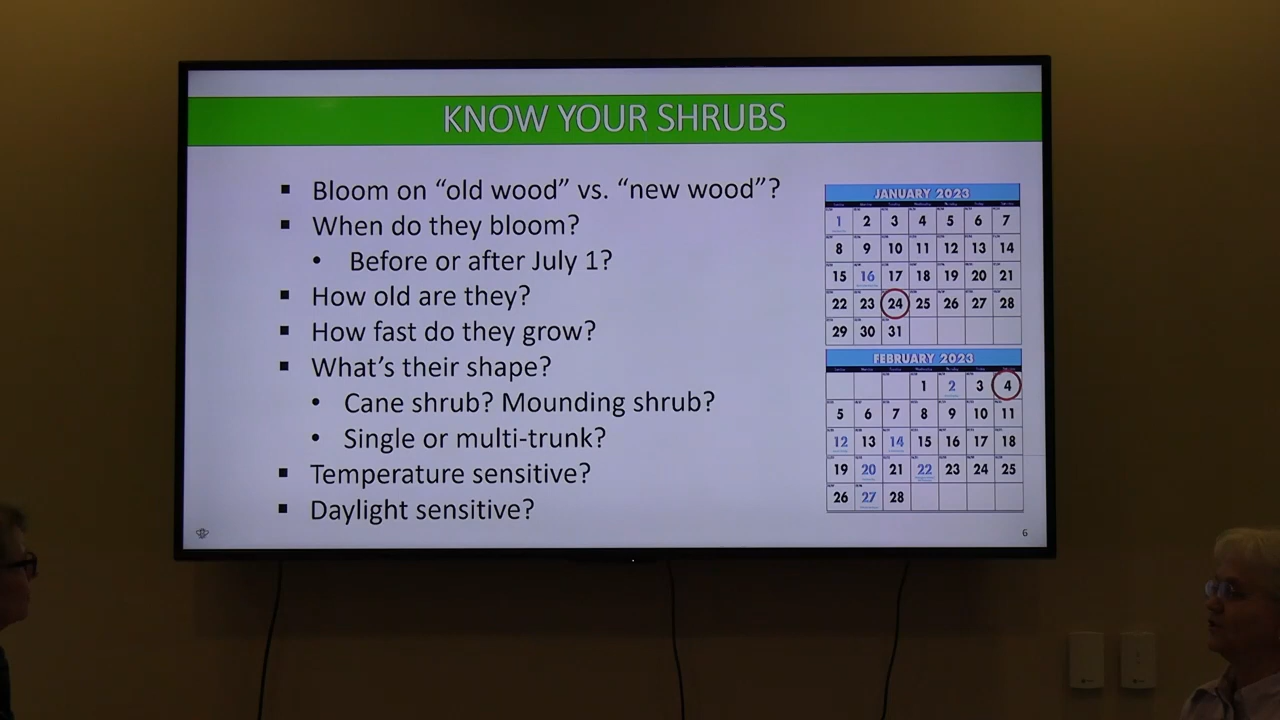 KNOW YOUR SHRUBS
▪ Bloom on “old wood” vs. “new wood”?
▪ When do they bloom?
• Before or after July 1?
▪ How old are they?
▪ How fast do they grow?
▪ What’s their shape?
• Cane shrub? Mounding shrub?
• Single or multi-trunk?
▪ Temperature sensitive?
▪ Daylight sensitive?
JANUARY 2023
1 2 3 4 5 6 7
8 9 10 11 12 13 14
15 16 17 18 19 20 21
22 23 24 25 26 27 28
29 30 31
FEBRUARY 2023
1 2 3 4
5 6 7 8 9 10 11
12 13 14 15 16 17 18
19 20 21 22 23 24 25
26 27 28
6